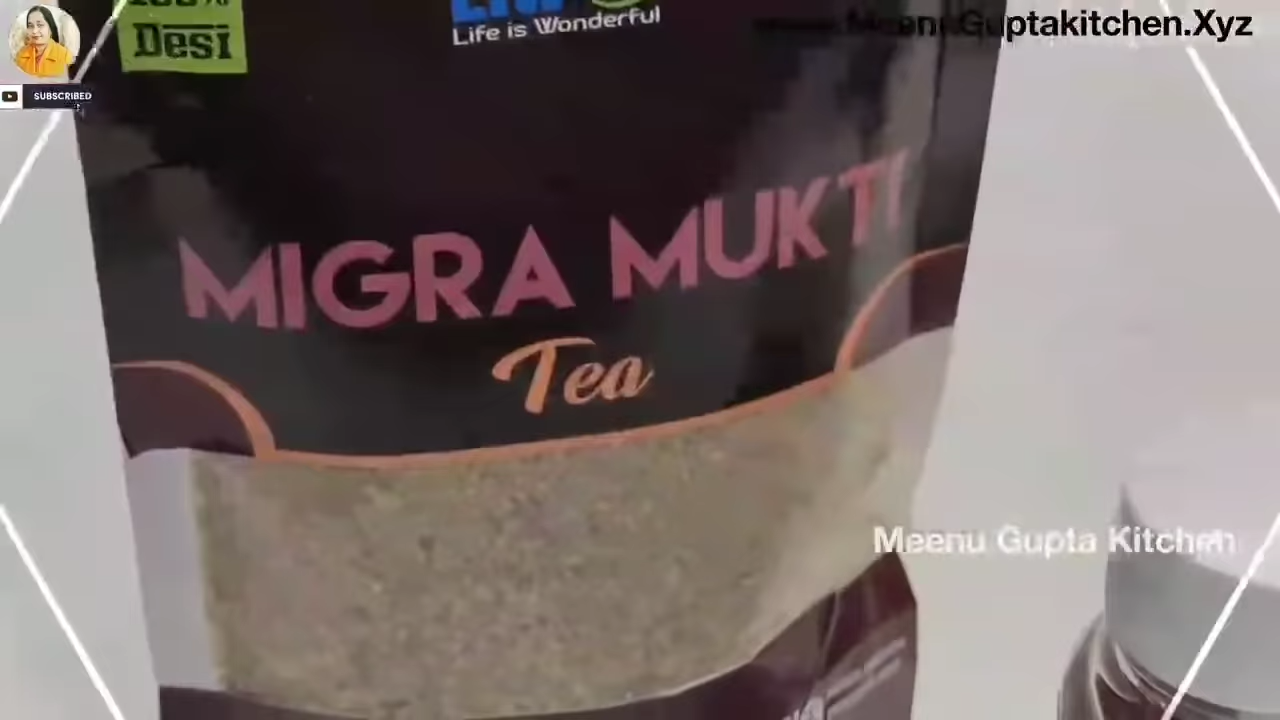 Desi
Life is Wonderful
MeenuGuptakitchen.Xyz
SUBSCRIBED
MIGRA MUKTI
Tea
Meenu Gupta Kitchen